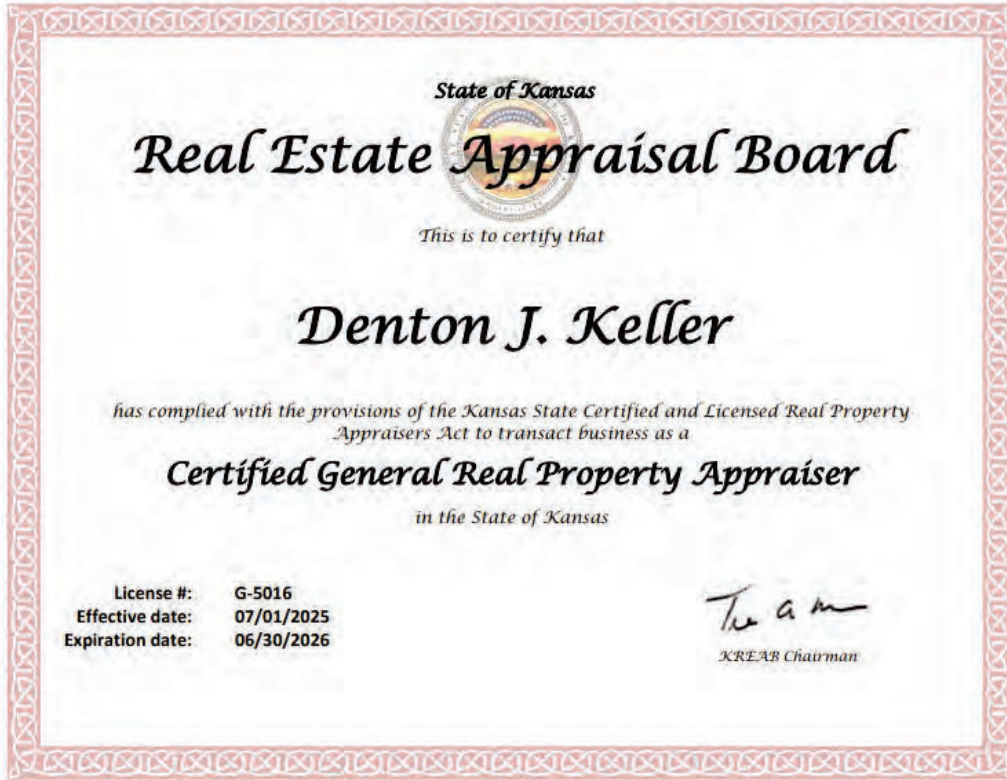 State of Kansas
Real Estate Appraisal Board
This is to certify that
Denton J. Keller
has complied with the provisions of the Kansas State Certified and Licensed Real Property
Appraisers Act to transact business as a
Certified General Real Property Appraiser
in the State of Kansas
License #: G-5016
Effective date: 07/01/2025
Expiration date: 06/30/2026
KREAB Chairman